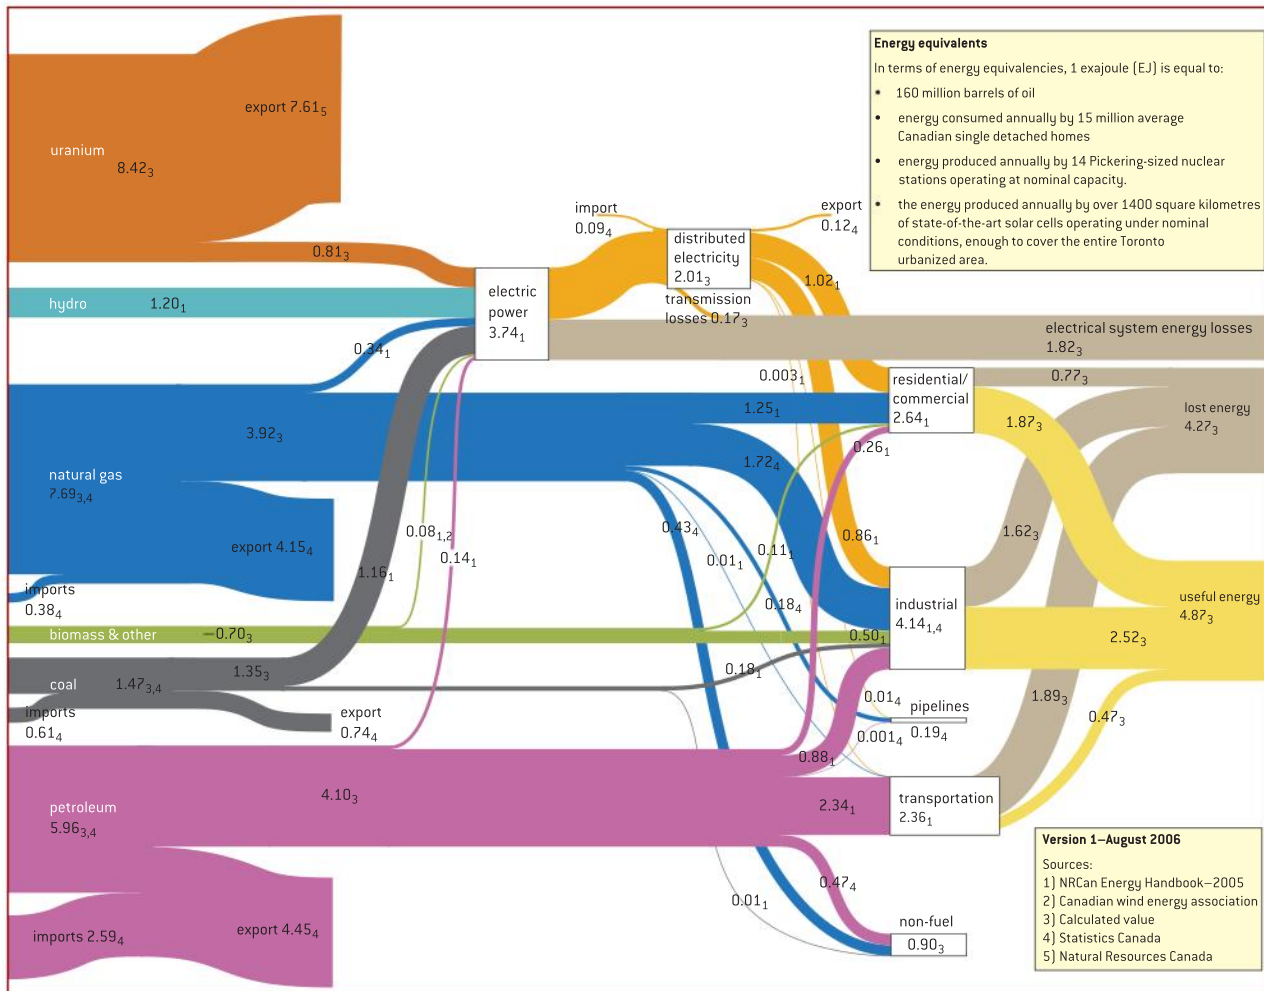 export 7.61₅
uranium
8.42₃
0.81₃
hydro
1.20₁
0.34₁
3.92₃
natural gas
7.69₃,₄
export 4.15₄
imports
0.38₄
biomass & other
0.70₃
coal
1.47₃,₄
1.35₃
imports
0.61₄
export
0.74₄
petroleum
5.96₃,₄
4.10₃
imports 2.59₄
export 4.45₄
1.16₁
0.08₁,₂
0.14₁
electric
power
3.74₁
import
0.09₄
distributed
electricity
2.01₃
export
0.12₄
transmission
losses 0.17₃
1.02₁
0.003₁
1.25₁
1.72₄
0.26₁
0.43₄
0.01₁
0.11₁
0.18₄
0.86₁
0.50₁
0.18₁
0.01₄
0.001₄
0.88₁
2.34₁
0.47₄
0.01₁
residential/
commercial
2.64₁
industrial
4.14₁,₄
pipelines
0.19₄
transportation
2.36₁
non-fuel
0.90₃
electrical system energy losses
1.82₃
0.77₃
lost energy
4.27₃
1.87₃
1.62₃
useful energy
4.87₃
2.52₃
1.89₃
0.47₃
Energy equivalents
In terms of energy equivalencies, 1 exajoule (EJ) is equal to:
• 160 million barrels of oil
• energy consumed annually by 15 million average
Canadian single detached homes
• energy produced annually by 14 Pickering-sized nuclear
stations operating at nominal capacity.
• the energy produced annually by over 1400 square kilometres
of state-of-the-art solar cells operating under nominal
conditions, enough to cover the entire Toronto
urbanized area.
Version 1–August 2006
Sources:
1) NRCan Energy Handbook–2005
2) Canadian wind energy association
3) Calculated value
4) Statistics Canada
5) Natural Resources Canada